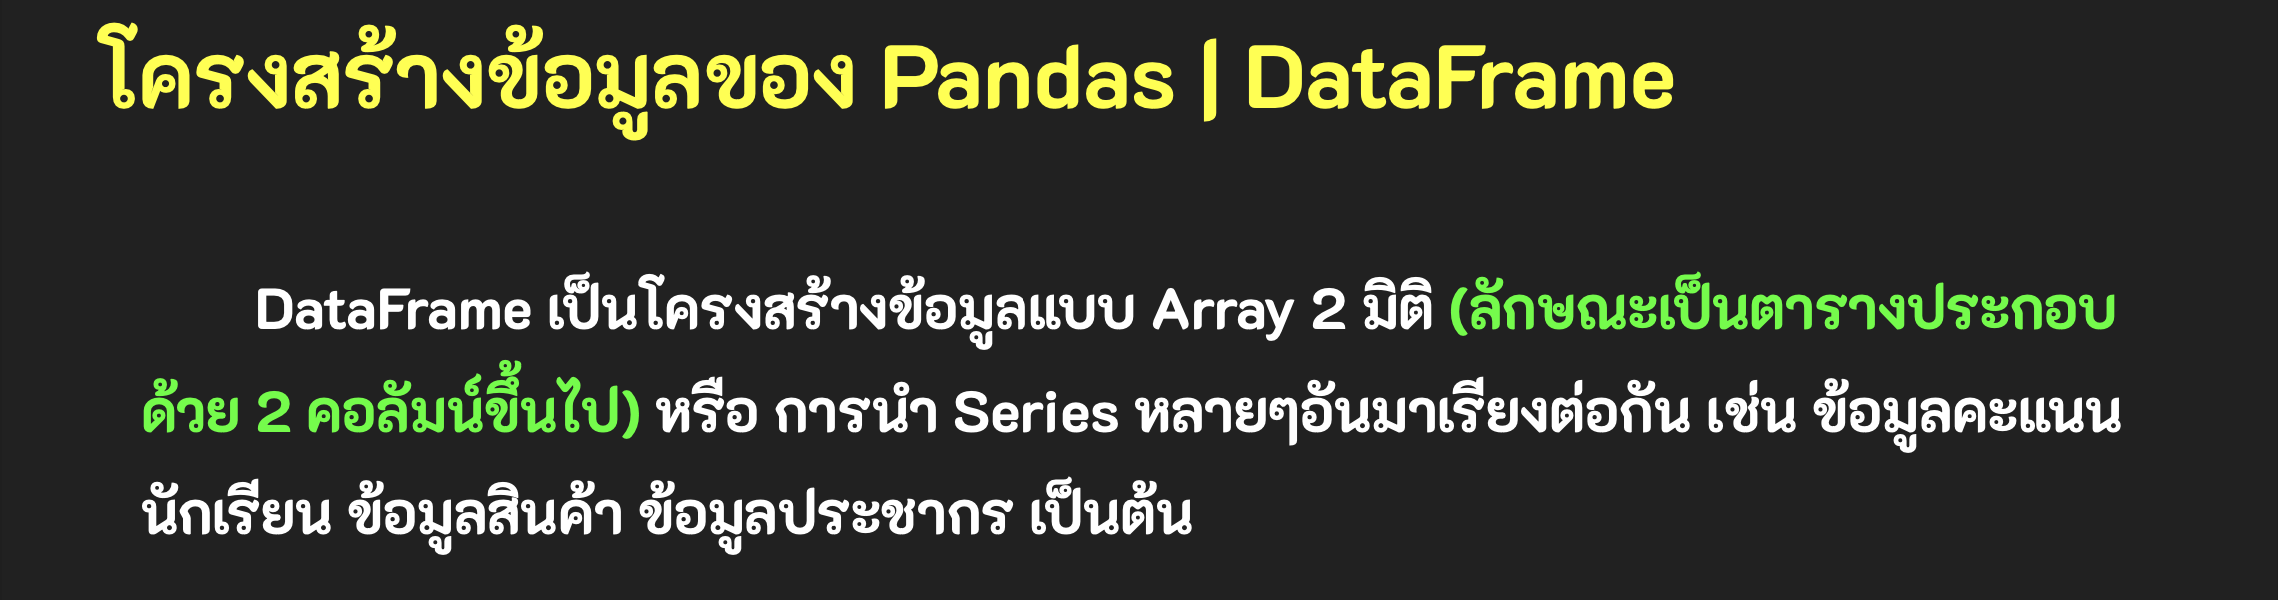 โครงสร้างข้อมูลของ Pandas | DataFrame
DataFrame เป็นโครงสร้างข้อมูลแบบ Array 2 มิติ (ลักษณะเป็นตารางประกอบ
ด้วย 2 คอลัมน์ขึ้นไป) หรือ การนำ Series หลายๆอันมาเรียงต่อกัน เช่น ข้อมูลคะแนน
นักเรียน ข้อมูลสินค้า ข้อมูลประชากร เป็นต้น